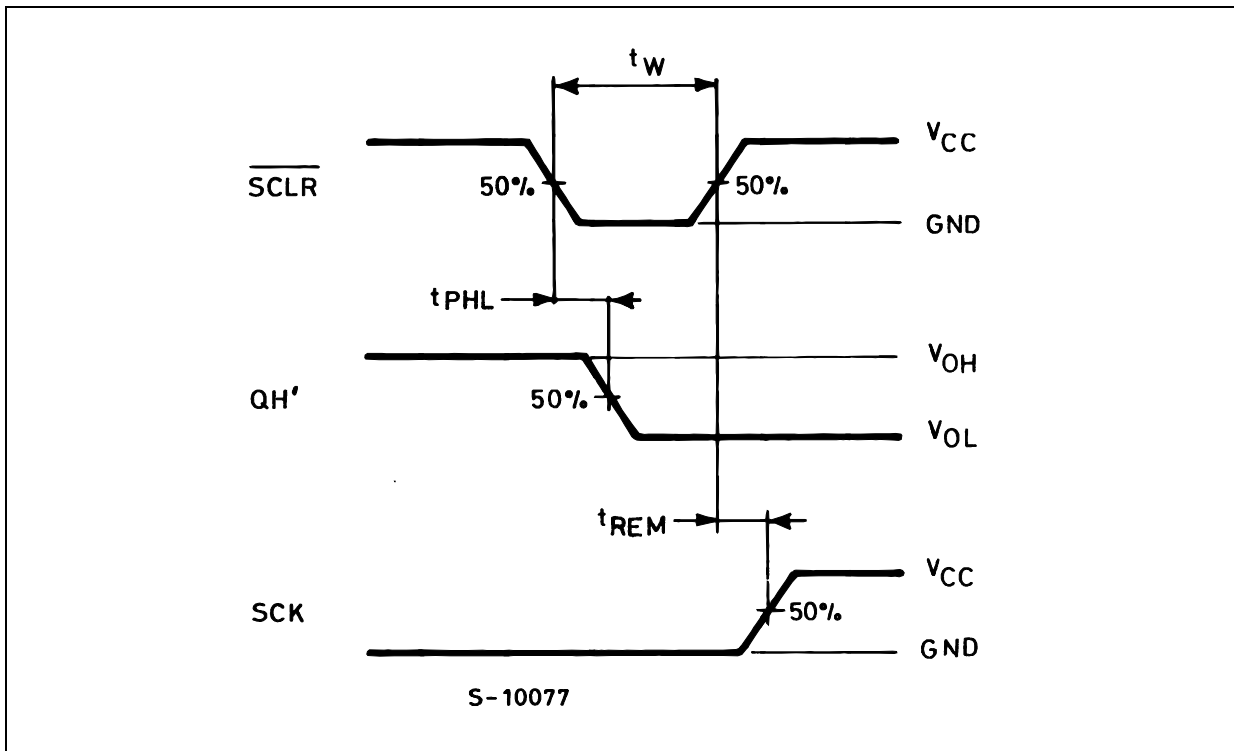 tW
VCC
SCLR
50%
50%
GND
tPHL
VOH
QH'
50%
VOL
tREM
VCC
SCK
50%
GND
S-10077